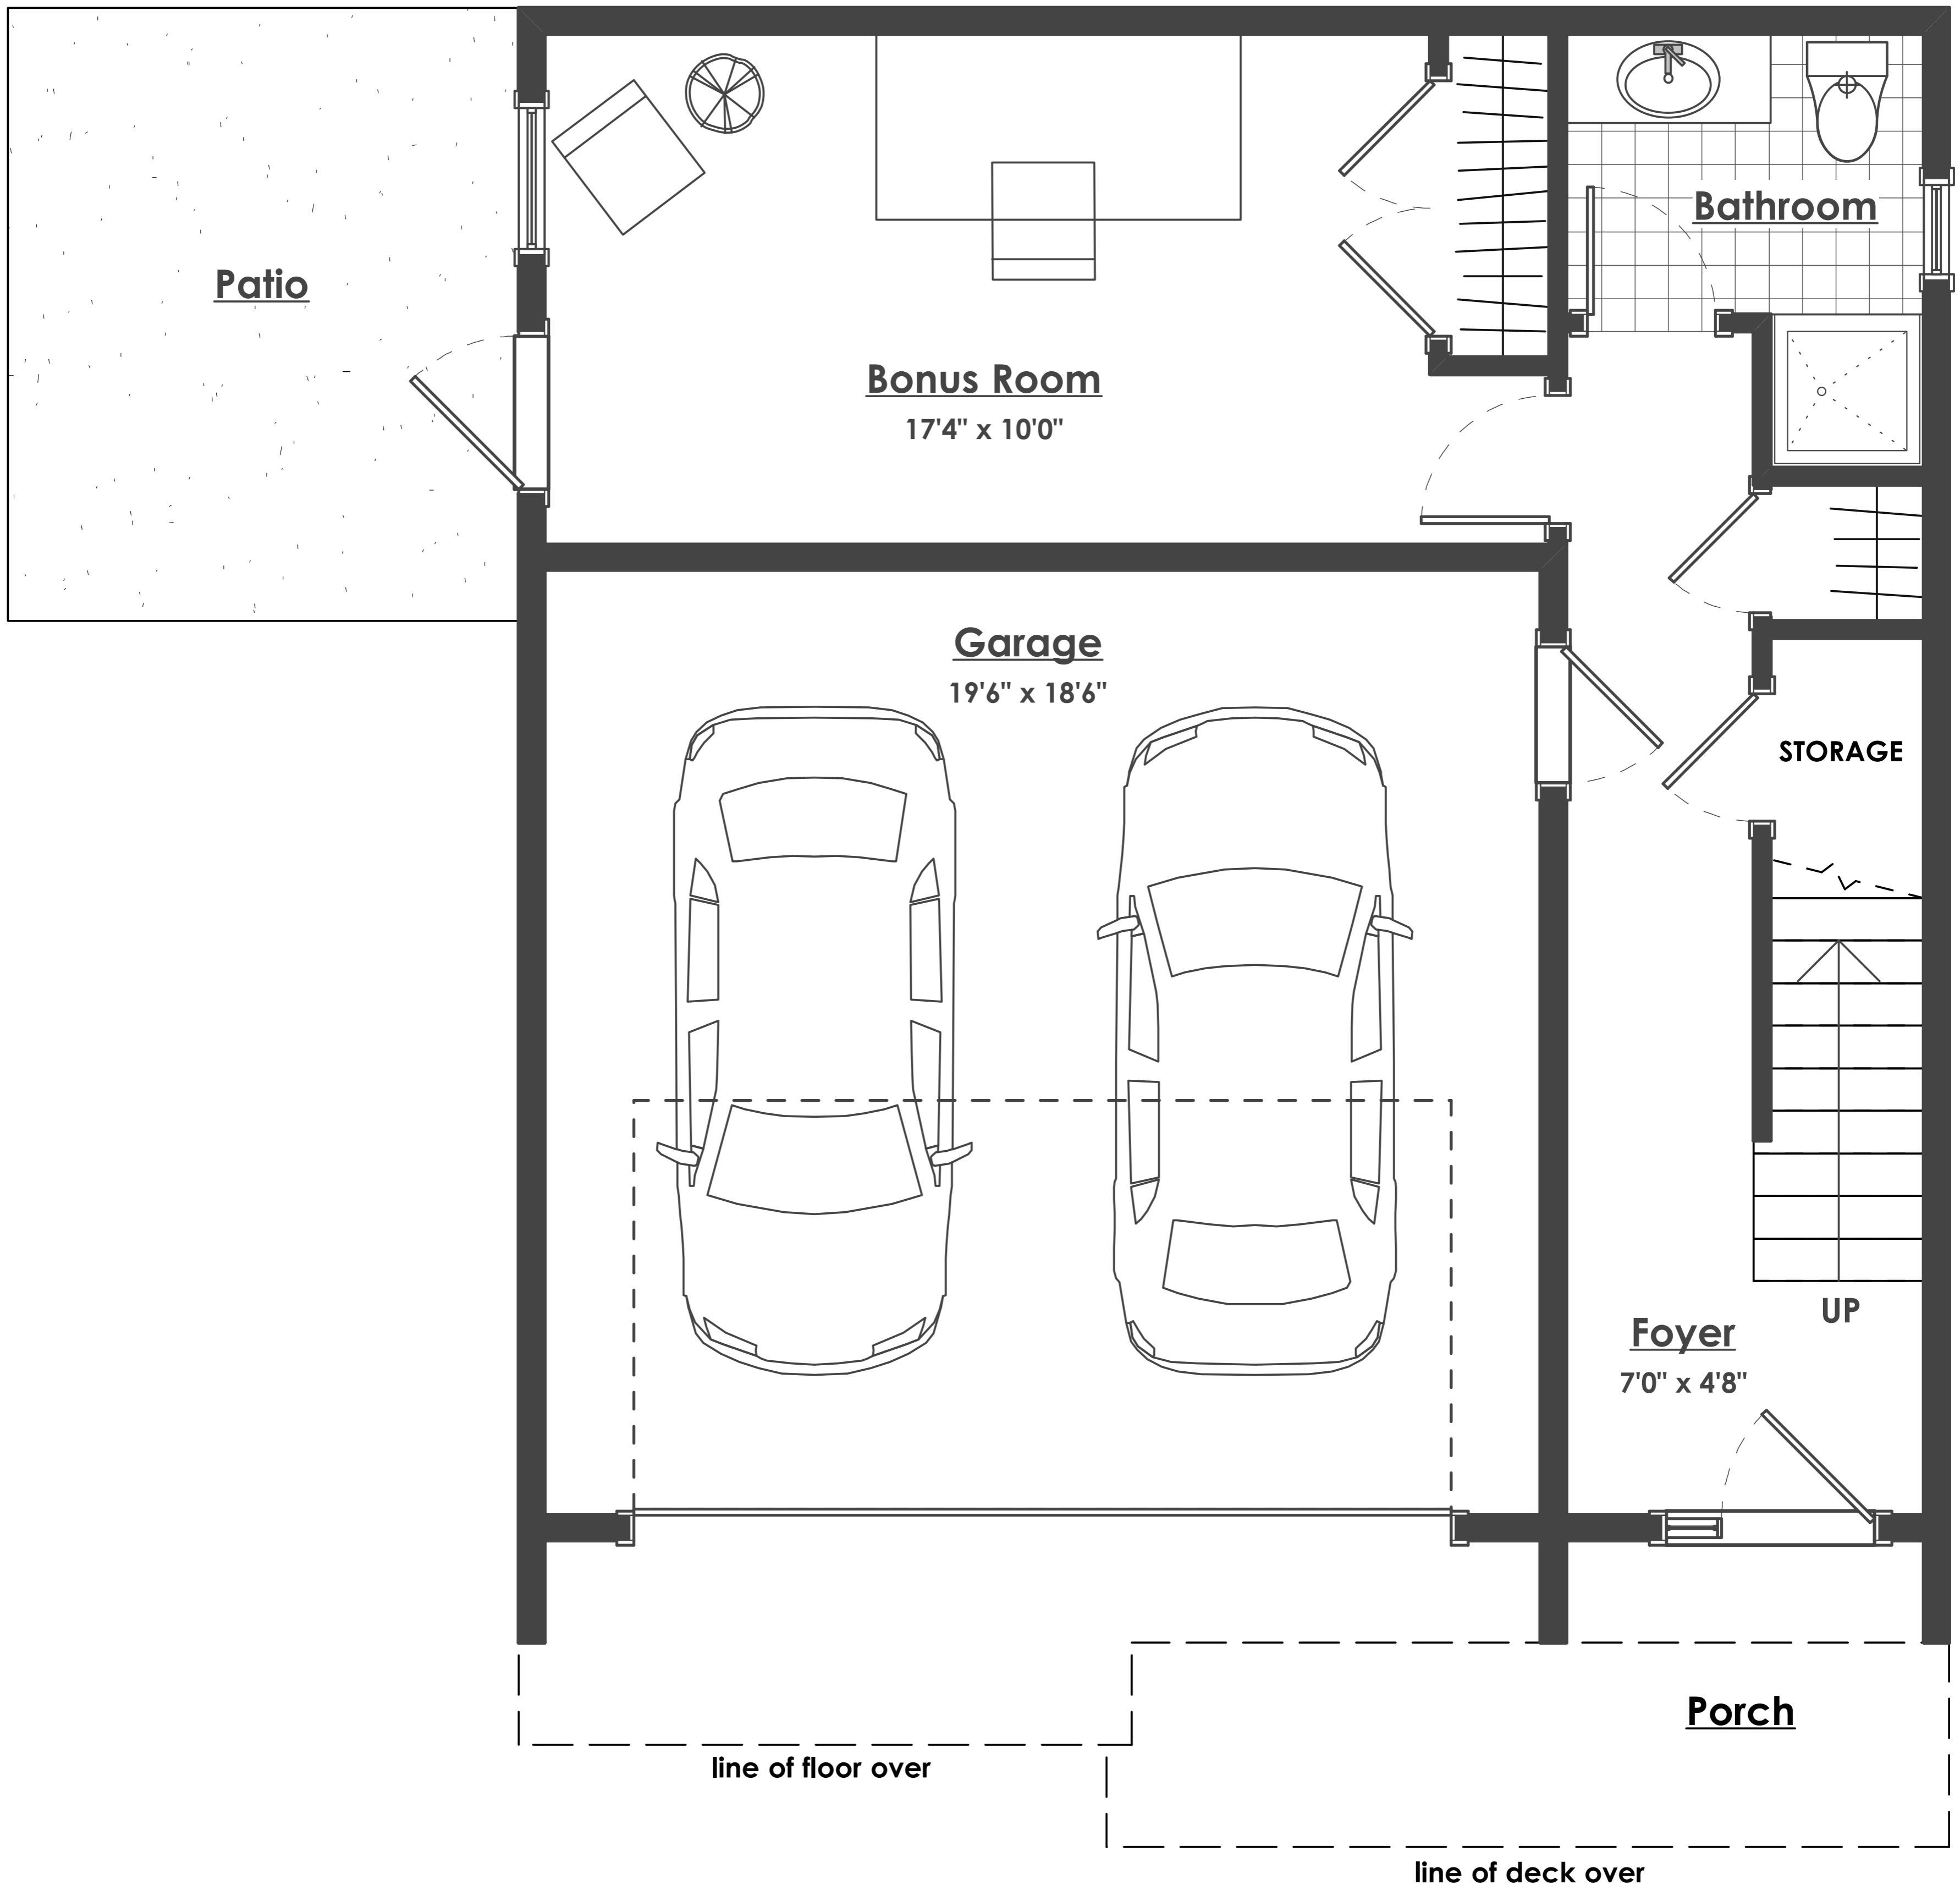 Bathroom
Patio
Bonus Room
17'4" x 10'0"
Garage
19'6" x 18'6"
STORAGE
UP
Foyer
7'0" x 4'8"
Porch
line of floor over
line of deck over